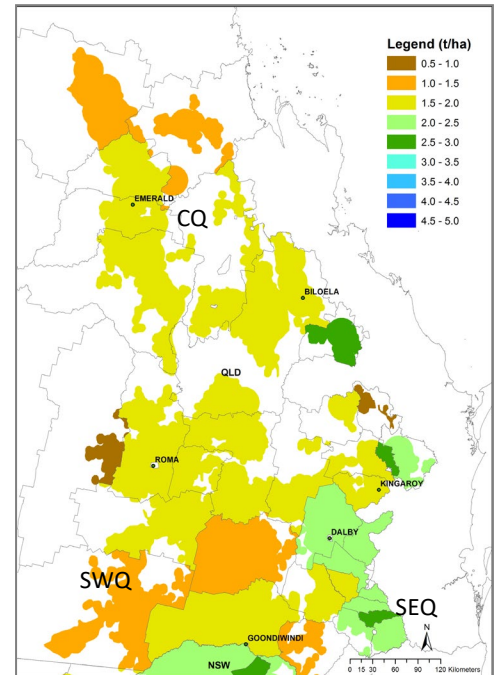 Legend (t/ha)
0.5 - 1.0
1.0 - 1.5
1.5 - 2.0
2.0 - 2.5
2.5 - 3.0
3.0 - 3.5
3.5 - 4.0
4.0 - 4.5
4.5 - 5.0
EMERALD
CQ
BILOELA
QLD
ROMA
KINGAROY
DALBY
SWQ
SEQ
GOONDIWINDI
N
NSW
0 15 30 60 90 120 Kilometers